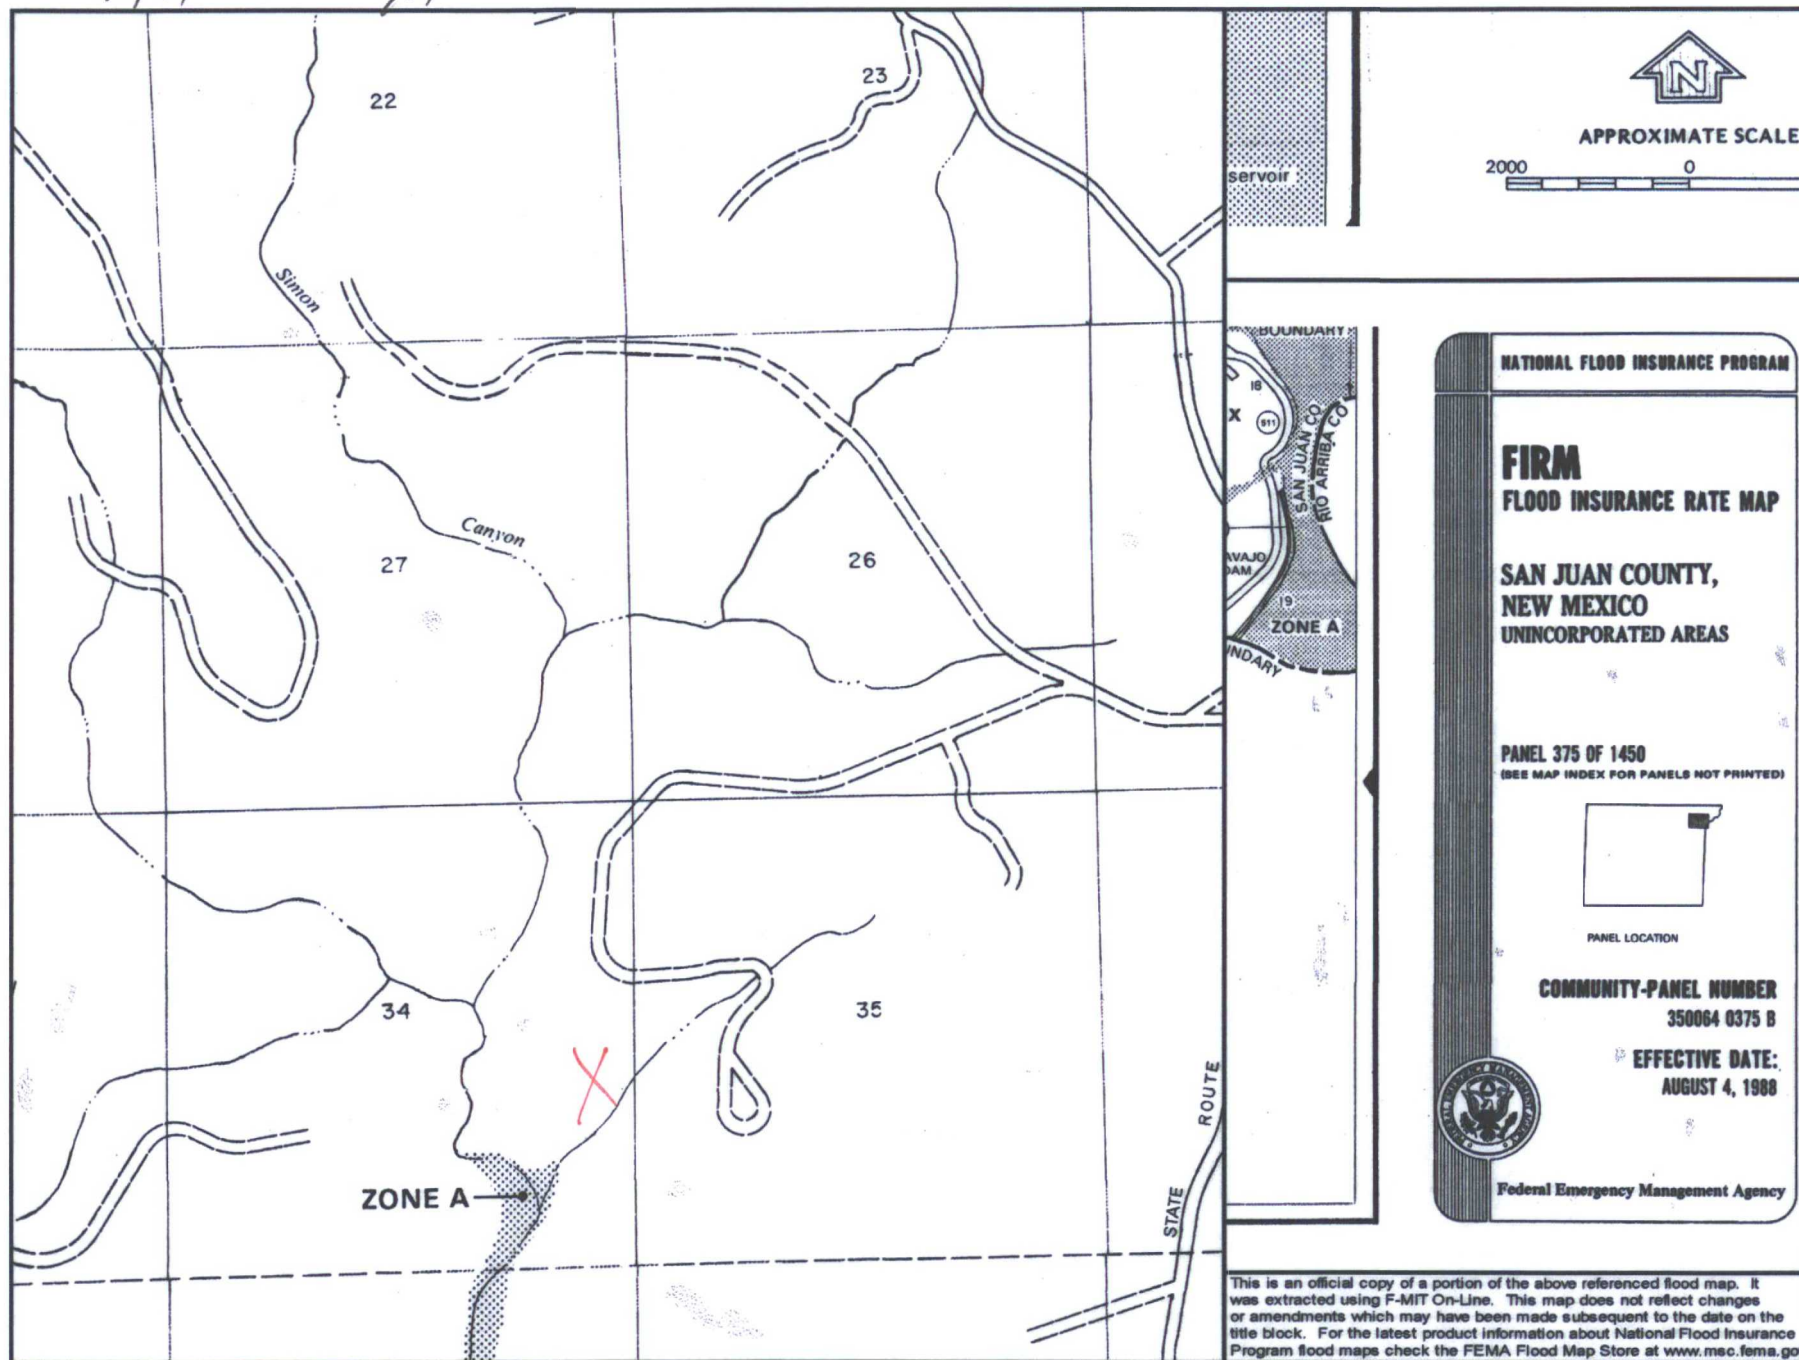 22
23
Simon
Canyon
27
26
34
35
ZONE A
STATE ROUTE
servoir
BOUNDARY
18
X
511
SAN JUAN CO
RIO ARRIBA CO
AVAJO
DAM
19
ZONE A
UNDARY
N
APPROXIMATE SCALE
2000 0
NATIONAL FLOOD INSURANCE PROGRAM
FIRM
FLOOD INSURANCE RATE MAP
SAN JUAN COUNTY,
NEW MEXICO
UNINCORPORATED AREAS
PANEL 375 OF 1450
(SEE MAP INDEX FOR PANELS NOT PRINTED)
PANEL LOCATION
COMMUNITY-PANEL NUMBER
350064 0375 B
EFFECTIVE DATE:
AUGUST 4, 1988
Federal Emergency Management Agency
This is an official copy of a portion of the above referenced flood map. It
was extracted using F-MIT On-Line. This map does not reflect changes
or amendments which may have been made subsequent to the date on the
title block. For the latest product information about National Flood Insurance
Program flood maps check the FEMA Flood Map Store at www.msc.fema.go